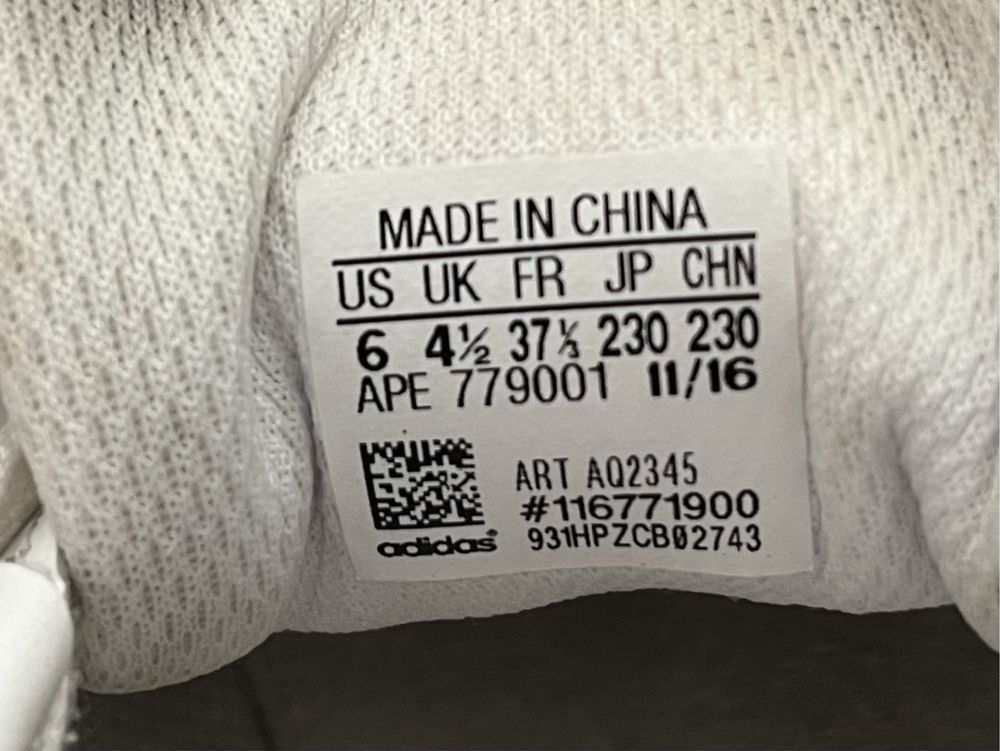 MADE IN CHINA
US UK FR JP CHN
6 4½ 37⅓ 230 230
APE 779001 11/16
ART AQ2345
#116771900
adidas® 931HPZCBØ2743